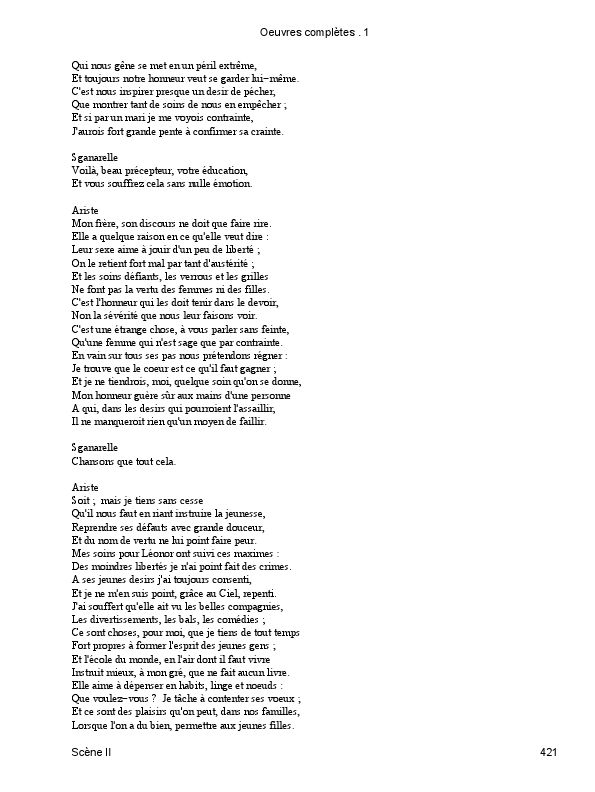 Oeuvres complètes . 1
Qui nous gêne se met en un péril extrême,
Et toujours notre honneur veut se garder lui−même.
C'est nous inspirer presque un desir de pécher,
Que montrer tant de soins de nous en empêcher ;
Et si par un mari je me voyois contrainte,
J'aurois fort grande pente à confirmer sa crainte.
Sganarelle
Voilà, beau précepteur, votre éducation,
Et vous souffrez cela sans nulle émotion.
Ariste
Mon frère, son discours ne doit que faire rire.
Elle a quelque raison en ce qu'elle veut dire :
Leur sexe aime à jouir d'un peu de liberté ;
On le retient fort mal par tant d'austérité ;
Et les soins défiants, les verrous et les grilles
Ne font pas la vertu des femmes ni des filles.
C'est l'honneur qui les doit tenir dans le devoir,
Non la sévérité que nous leur faisons voir.
C'est une étrange chose, à vous parler sans feinte,
Qu'une femme qui n'est sage que par contrainte.
En vain sur tous ses pas nous prétendons régner :
Je trouve que le coeur est ce qu'il faut gagner ;
Et je ne tiendrois, moi, quelque soin qu'on se donne,
Mon honneur guère sûr aux mains d'une personne
A qui, dans les desirs qui pourroient l'assaillir,
Il ne manqueroit rien qu'un moyen de faillir.
Sganarelle
Chansons que tout cela.
Ariste
Soit ; mais je tiens sans cesse
Qu'il nous faut en riant instruire la jeunesse,
Reprendre ses défauts avec grande douceur,
Et du nom de vertu ne lui point faire peur.
Mes soins pour Léonor ont suivi ces maximes :
Des moindres libertés je n'ai point fait des crimes.
A ses jeunes desirs j'ai toujours consenti,
Et je ne m'en suis point, grâce au Ciel, repenti.
J'ai souffert qu'elle ait vu les belles compagnies,
Les divertissements, les bals, les comédies ;
Ce sont choses, pour moi, que je tiens de tout temps
Fort propres à former l'esprit des jeunes gens ;
Et l'école du monde, en l'air dont il faut vivre
Instruit mieux, à mon gré, que ne fait aucun livre.
Elle aime à dépenser en habits, linge et noeuds :
Que voulez−vous ? Je tâche à contenter ses voeux ;
Et ce sont des plaisirs qu'on peut, dans nos familles,
Lorsque l'on a du bien, permettre aux jeunes filles.
Scène II
421